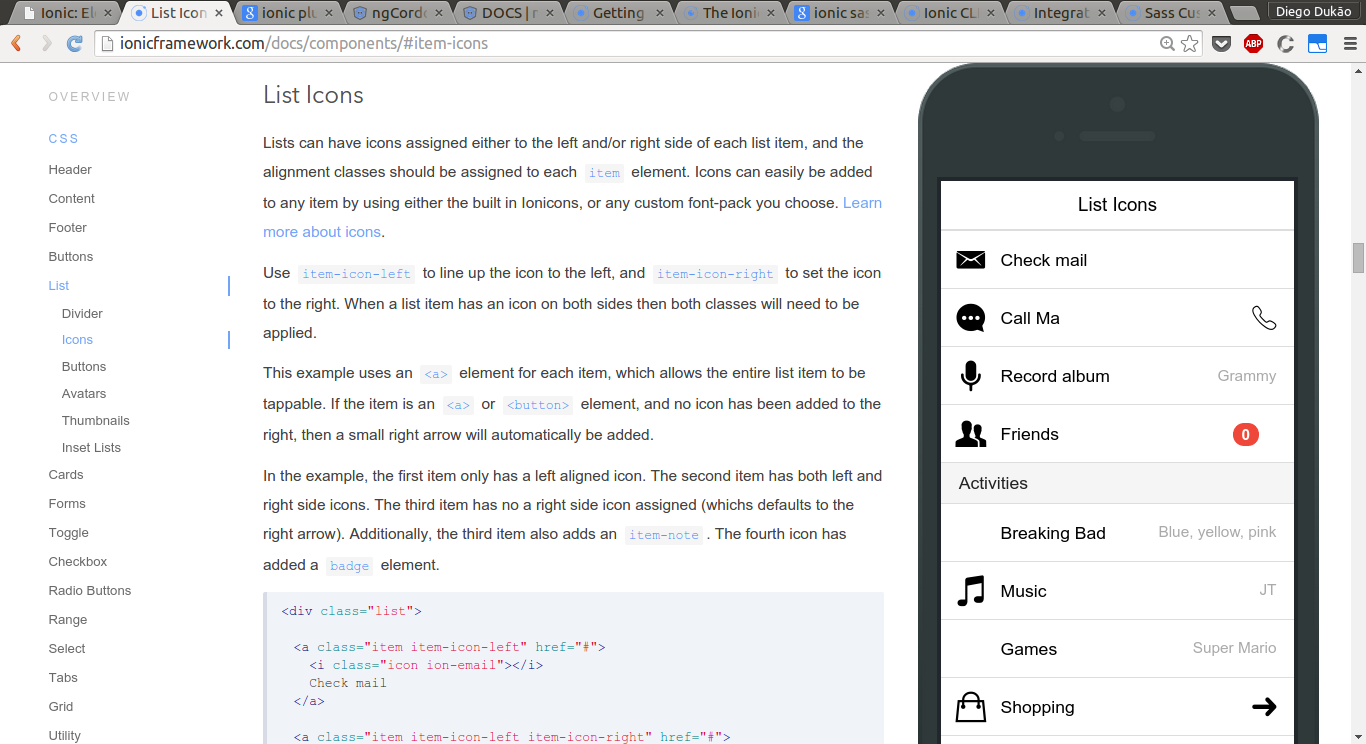 Ionic: El
List Icon
ionic plu
ngCordo
DOCS | n
Getting
The Ioni
ionic sas
Ionic CLI
Integrat
Sass Cus
Diego Dukão
ionicframework.com/docs/components/#item-icons
ABP
OVERVIEW
CSS
Header
Content
Footer
Buttons
List
Divider
Icons
Buttons
Avatars
Thumbnails
Inset Lists
Cards
Forms
Toggle
Checkbox
Radio Buttons
Range
Select
Tabs
Grid
Utility
List Icons
Lists can have icons assigned either to the left and/or right side of each list item, and the
alignment classes should be assigned to each item element. Icons can easily be added
to any item by using either the built in Ionicons, or any custom font-pack you choose. Learn
more about icons.
Use item-icon-left to line up the icon to the left, and item-icon-right to set the icon
to the right. When a list item has an icon on both sides then both classes will need to be
applied.
This example uses an <a> element for each item, which allows the entire list item to be
tappable. If the item is an <a> or <button> element, and no icon has been added to the
right, then a small right arrow will automatically be added.
In the example, the first item only has a left aligned icon. The second item has both left and
right side icons. The third item has no a right side icon assigned (whichs defaults to the
right arrow). Additionally, the third item also adds an item-note . The fourth icon has
added a badge element.
<div class="list">
<a class="item item-icon-left" href="#">
<i class="icon ion-email"></i>
Check mail
</a>
<a class="item item-icon-left item-icon-right" href="#">
List Icons
Check mail
Call Ma
Record album Grammy
Friends 0
Activities
Breaking Bad Blue, yellow, pink
Music JT
Games Super Mario
Shopping